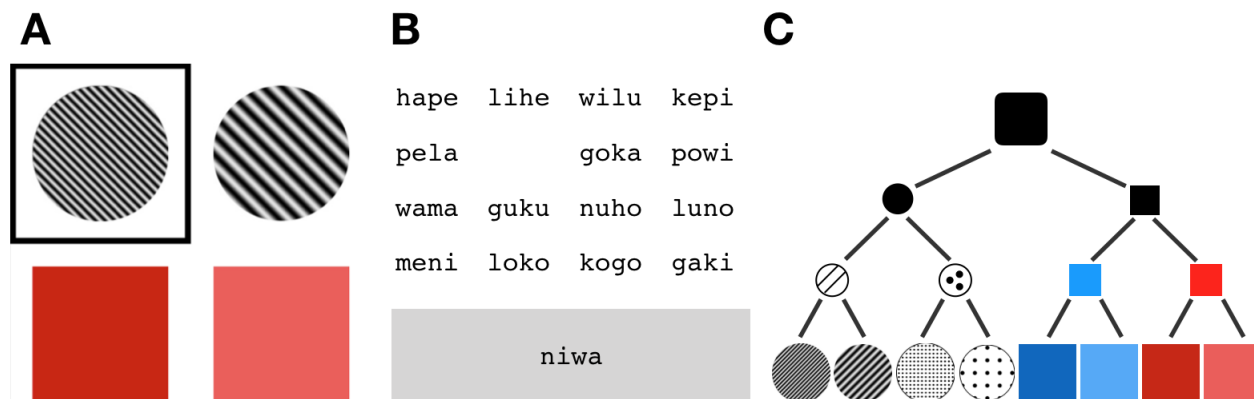 A B C
hape lihe wilu kepi
pela goka powi
wama guku nuho luno
meni loko kogo gaki
niwa